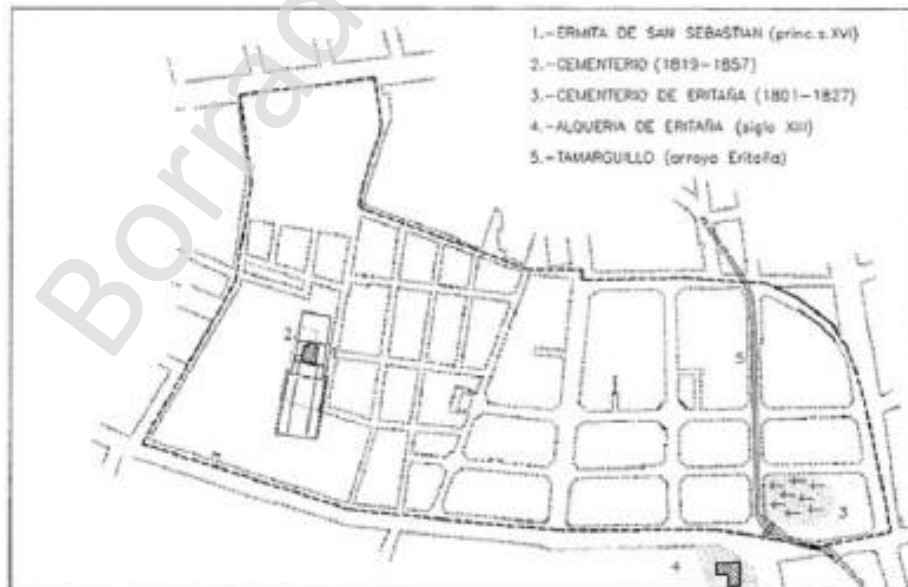 Borrad
1.-ERMITA DE SAN SEBASTIAN (princ.s.XVI)
2.-CEMENTERIO (1819-1857)
3.-CEMENTERIO DE ERITAÑA (1801-1827)
4.-ALQUERIA DE ERITAÑA (siglo XIII)
5.-TAMARGUILLO (arroyo Eritaña)
2
5
3
4